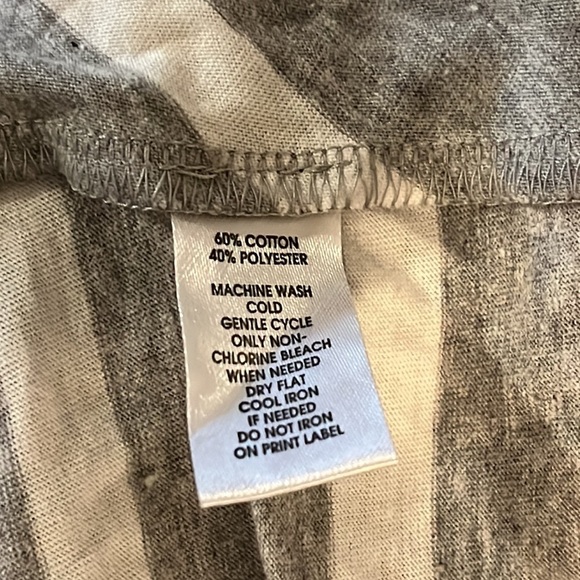 60% COTTON
40% POLYESTER
MACHINE WASH
COLD
GENTLE CYCLE
ONLY NON-
CHLORINE BLEACH
WHEN NEEDED
DRY FLAT
COOL IRON
IF NEEDED
DO NOT IRON
ON PRINT LABEL